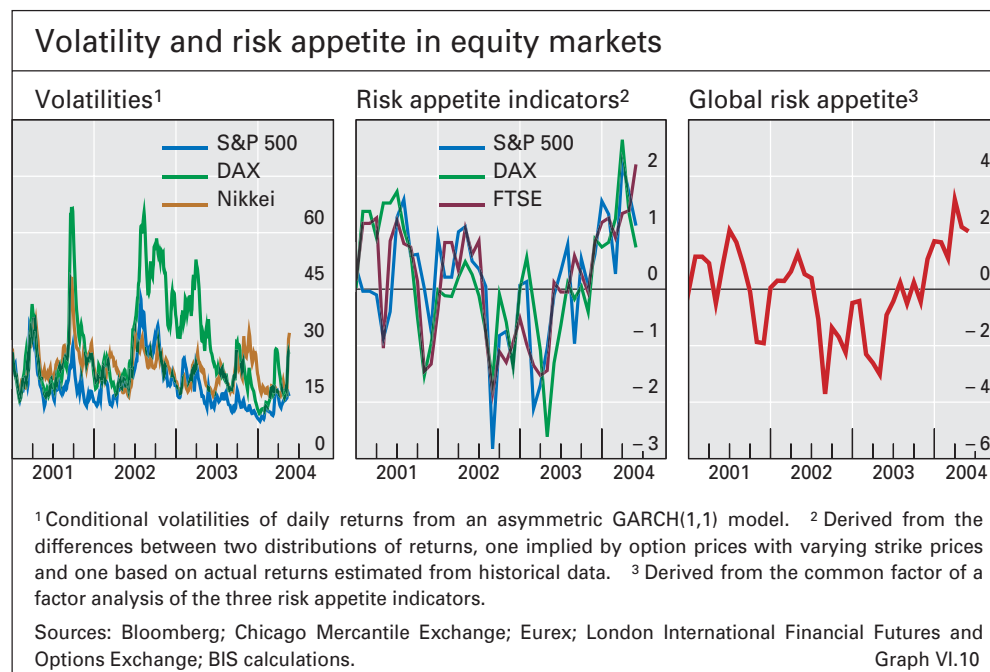 Volatility and risk appetite in equity markets
Volatilities¹
S&P 500
DAX
Nikkei
60
45
30
15
0
2001 2002 2003 2004
Risk appetite indicators²
S&P 500
DAX
FTSE
2
1
0
–1
–2
–3
2001 2002 2003 2004
Global risk appetite³
4
2
0
–2
–4
–6
2001 2002 2003 2004
¹ Conditional volatilities of daily returns from an asymmetric GARCH(1,1) model. ² Derived from the
differences between two distributions of returns, one implied by option prices with varying strike prices
and one based on actual returns estimated from historical data. ³ Derived from the common factor of a
factor analysis of the three risk appetite indicators.
Sources: Bloomberg; Chicago Mercantile Exchange; Eurex; London International Financial Futures and
Options Exchange; BIS calculations. Graph VI.10